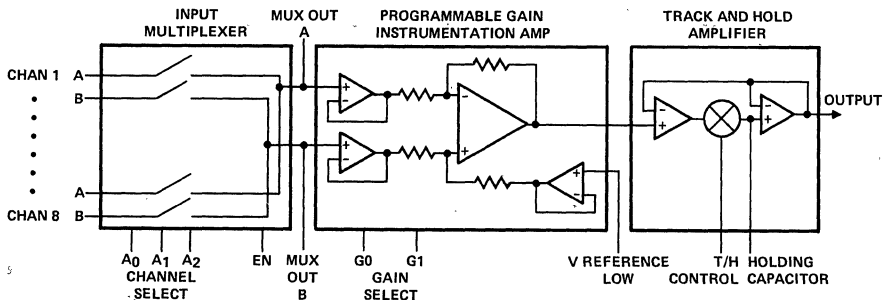 INPUT
MULTIPLEXER
MUX OUT
A
PROGRAMMABLE GAIN
INSTRUMENTATION AMP
TRACK AND HOLD
AMPLIFIER
CHAN 1 A
B
A
CHAN 8 B
+
−
+
−
−
+
+
−
−
+
−
+
OUTPUT
A0 A1 A2
CHANNEL
SELECT
EN
MUX
OUT
B
G0 G1
GAIN
SELECT
V REFERENCE
LOW
T/H
CONTROL
HOLDING
CAPACITOR